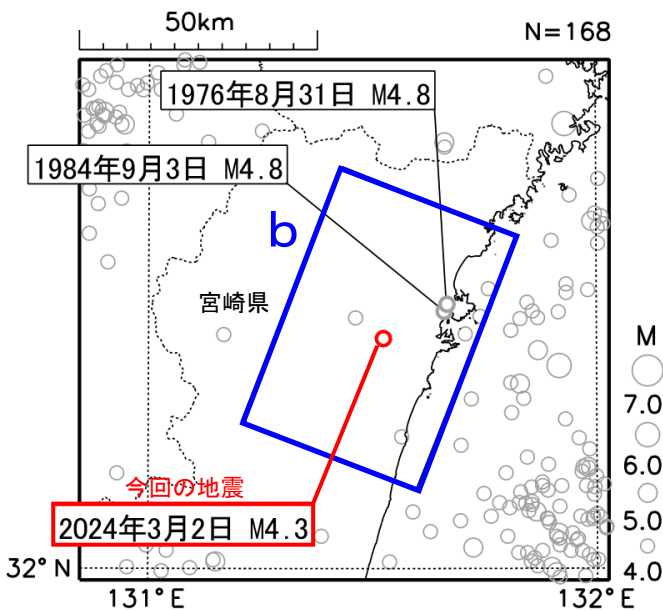 50km
N=168
1976年8月31日 M4.8
1984年9月3日 M4.8
b
宮崎県
M
7.0
6.0
5.0
4.0
今回の地震
2024年3月2日 M4.3
32°N
131°E
132°E